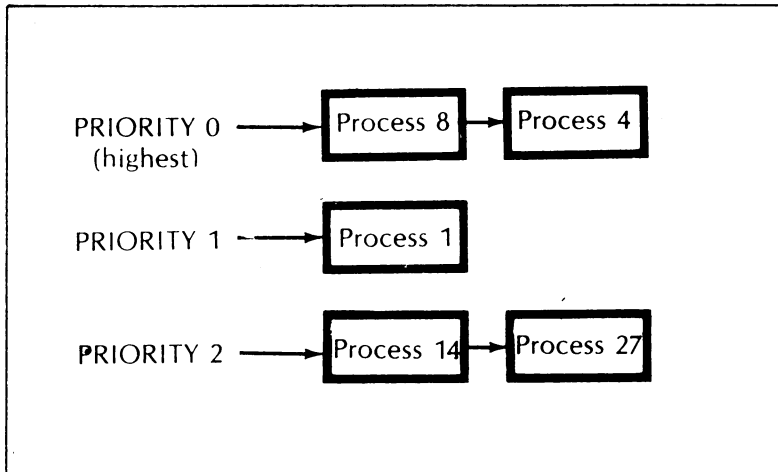 PRIORITY 0 Process 8 Process 4
(highest)
PRIORITY 1 Process 1
PRIORITY 2 Process 14 Process 27